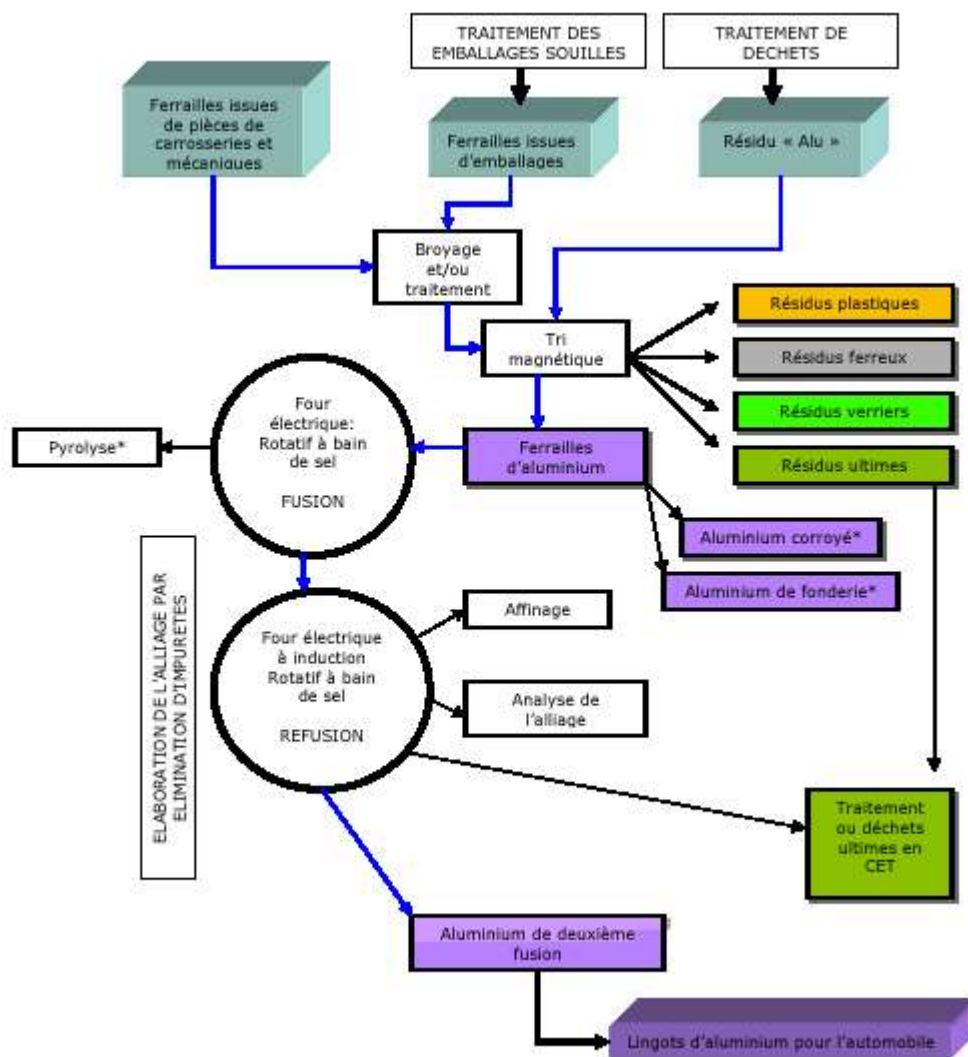 TRAITEMENT DES
EMBALLAGES SOUILLES
TRAITEMENT DE
DECHETS
Ferrailles issues
de pièces de
carrosseries et
mécaniques
Ferrailles issues
d'emballages
Résidu « Alu »
Broyage
et/ou
traitement
Tri
magnétique
Résidus plastiques
Résidus ferreux
Résidus verriers
Résidus ultimes
Four
électrique:
Rotatif à bain
de sel
FUSION
Pyrolyse*
Ferrailles
d'aluminium
Aluminium corroyé*
Aluminium de fonderie*
ELABORATION DE L'ALLIAGE PAR
ELIMINATION D'IMPURETES
Four électrique
à induction
Rotatif à bain
de sel
REFUSION
Affinage
Analyse de
l'alliage
Traitement
ou déchets
ultimes en
CET
Aluminium de deuxième
fusion
Lingots d'aluminium pour l'automobile